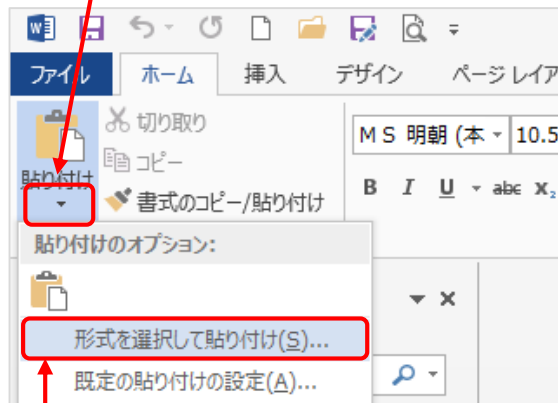 ファイル ホーム 挿入 デザイン ページ レイア
切り取り
コピー
書式のコピー/貼り付け
貼り付け
MS 明朝 (本 10.5
B I U abc x₂
貼り付けのオプション:
形式を選択して貼り付け(S)...
既定の貼り付けの設定(A)...